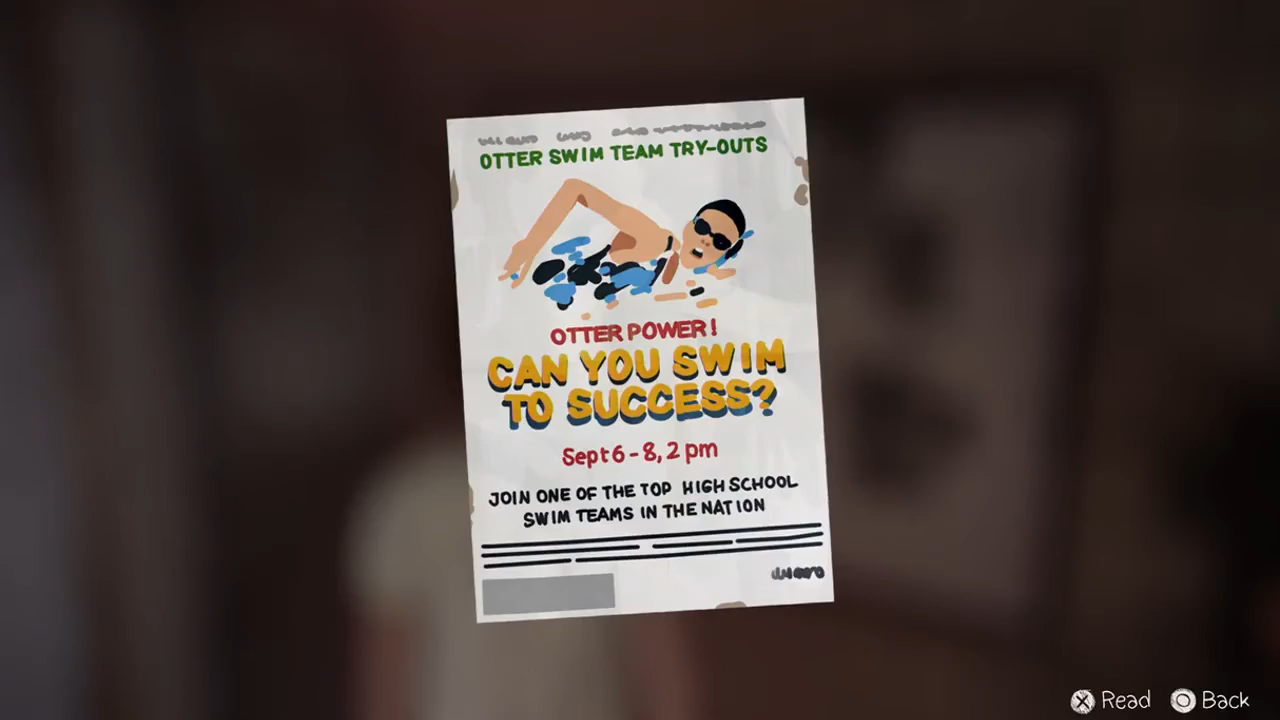 OTTER SWIM TEAM TRY-OUTS
OTTER POWER!
CAN YOU SWIM
TO SUCCESS?
Sept 6 - 8, 2 pm
JOIN ONE OF THE TOP HIGH SCHOOL
SWIM TEAMS IN THE NATION
Read Back